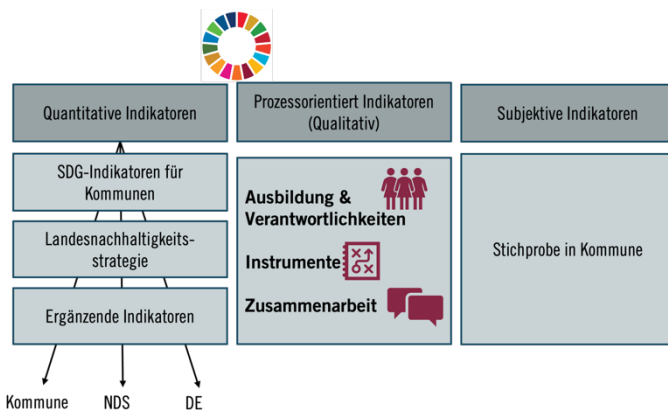 Quantitative Indikatoren
Prozessorientiert Indikatoren
(Qualitativ)
Subjektive Indikatoren
SDG-Indikatoren für
Kommunen
Landesnachhaltigkeits-
strategie
Ergänzende Indikatoren
Ausbildung &
Verantwortlichkeiten
Instrumente
Zusammenarbeit
Stichprobe in Kommune
Kommune
NDS
DE